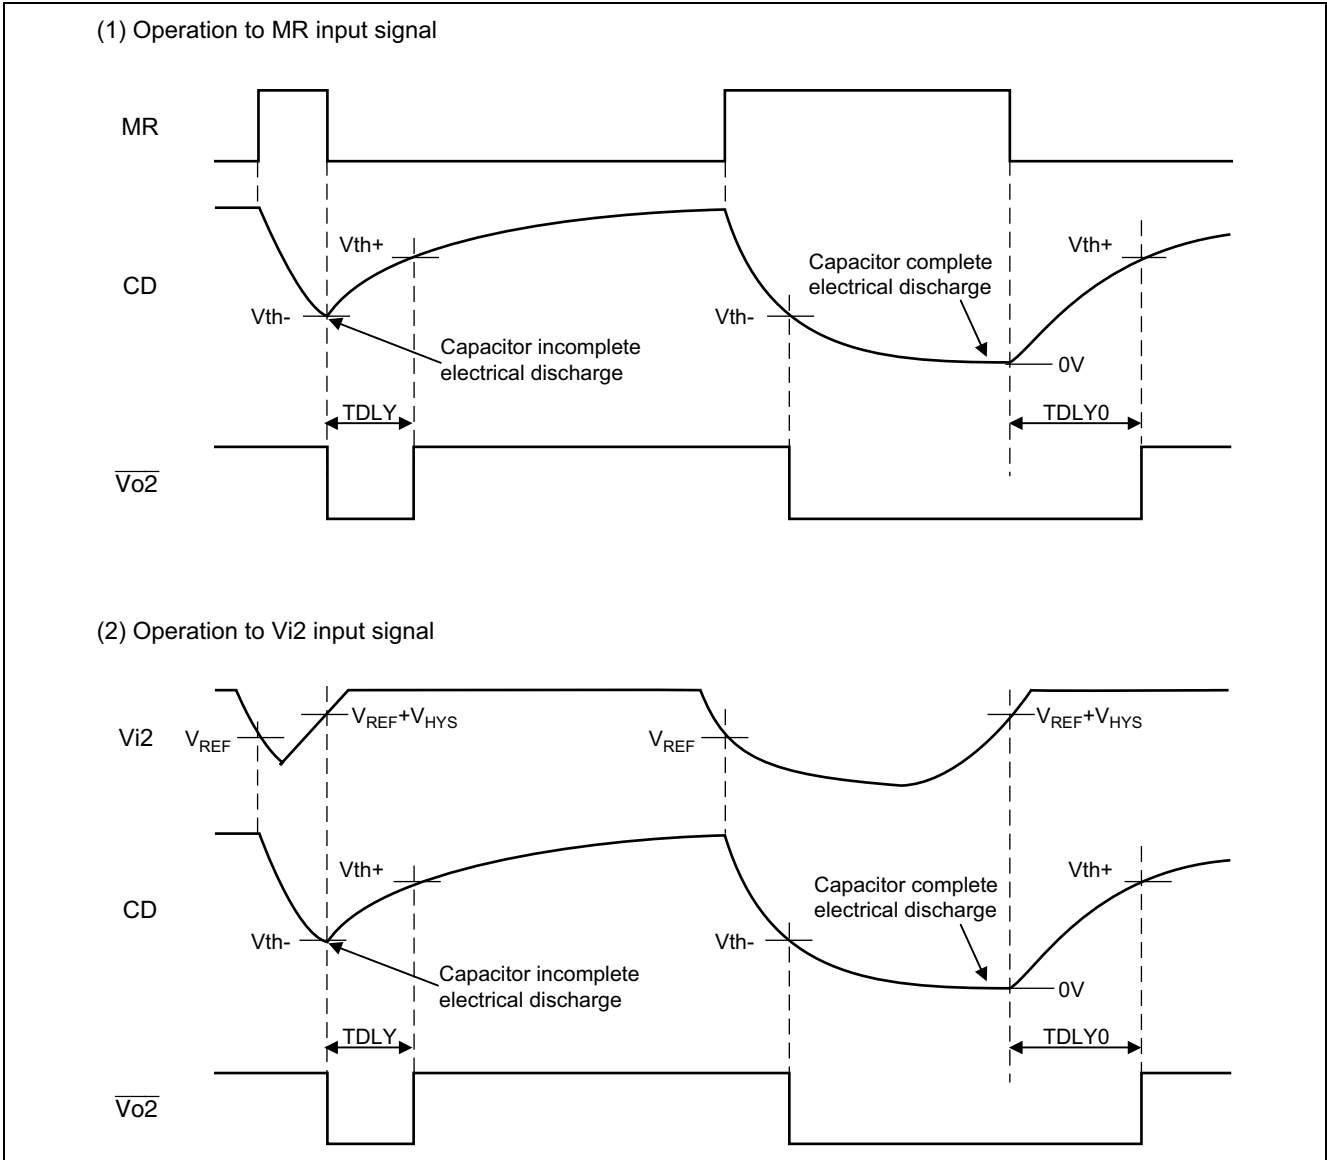 (1) Operation to MR input signal
MR
CD
Vth+
Vth-
Capacitor incomplete
electrical discharge
Vth-
Capacitor complete
electrical discharge
Vth+
0V
TDLY
TDLY0
V̅o̅2̅
(2) Operation to Vi2 input signal
Vi2
VREF
VREF+VHYS
VREF
VREF+VHYS
CD
Vth+
Vth-
Capacitor incomplete
electrical discharge
Vth-
Capacitor complete
electrical discharge
Vth+
0V
TDLY
TDLY0
V̅o̅2̅